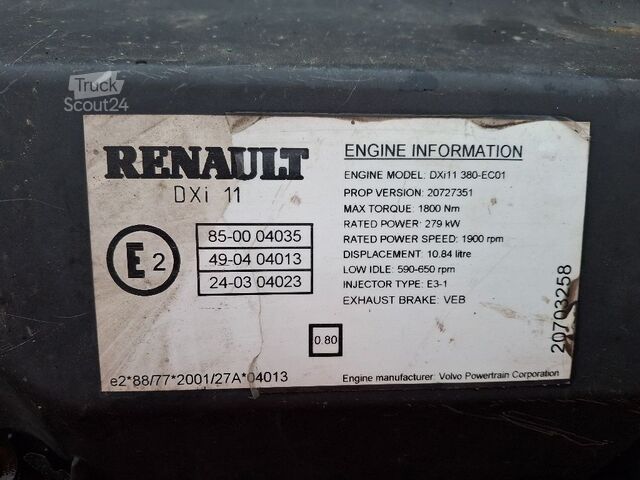 Truck
Scout24
RENAULT
DXi 11
E2
85-00 04035
49-04 04013
24-03 04023
0.80
e2*88/77*2001/27A*04013
ENGINE INFORMATION
ENGINE MODEL: DXi11 380-EC01
PROP VERSION: 20727351
MAX TORQUE: 1800 Nm
RATED POWER: 279 kW
RATED POWER SPEED: 1900 rpm
DISPLACEMENT: 10.84 litre
LOW IDLE: 590-650 rpm
INJECTOR TYPE: E3-1
EXHAUST BRAKE: VEB
Engine manufacturer: Volvo Powertrain Corporation
20703258